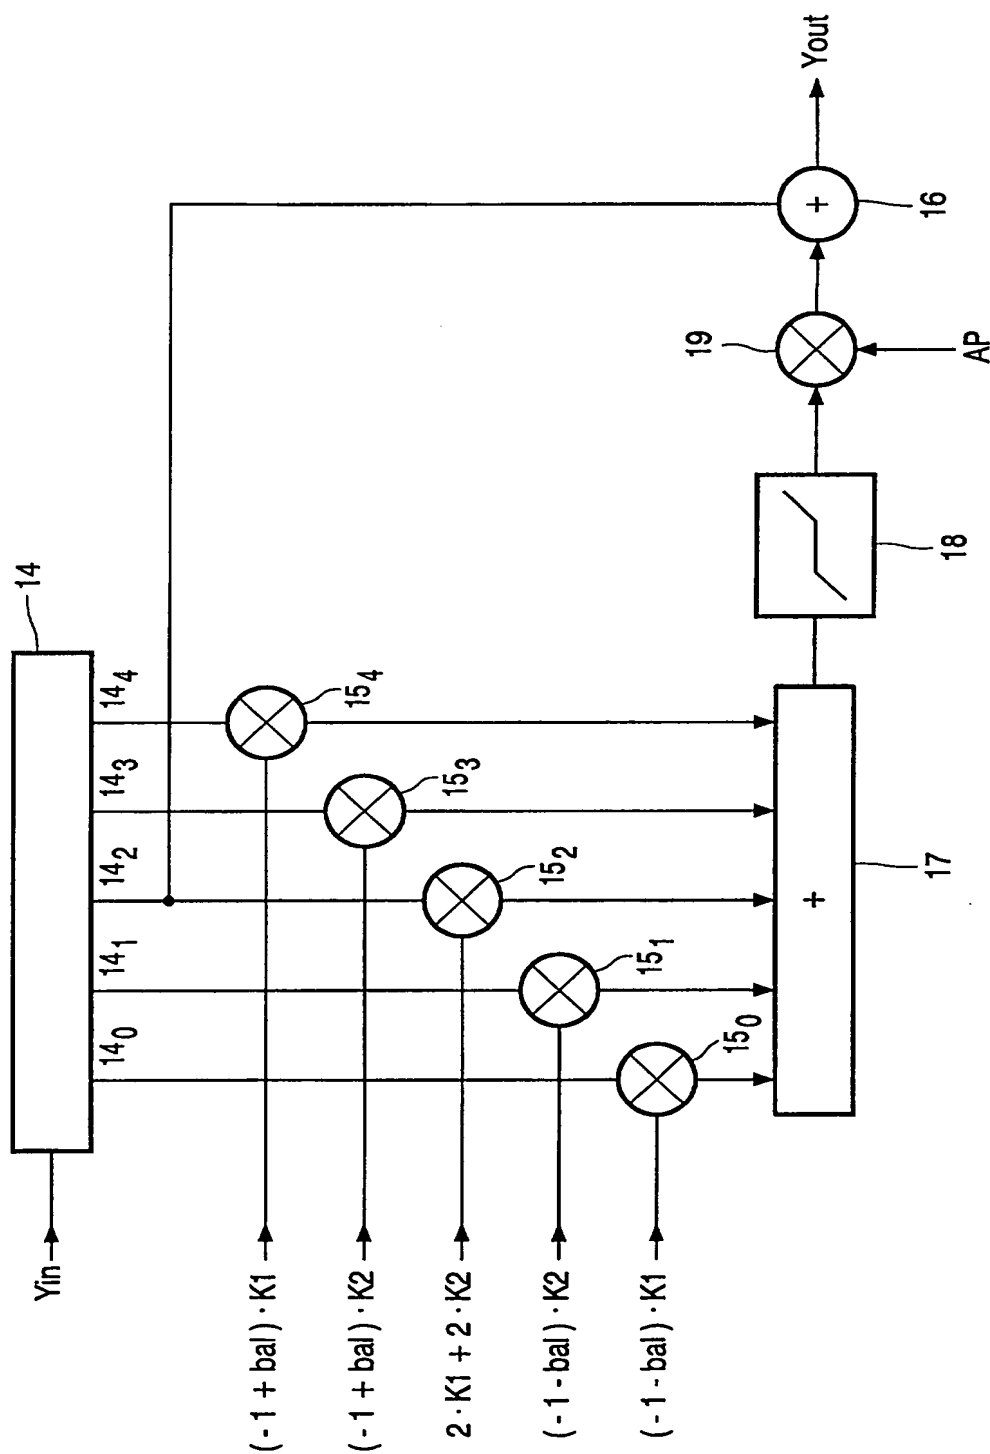 Yin
14
14₀
14₁
14₂
14₃
14₄
(-1 + bal) · K1
(-1 + bal) · K2
2 · K1 + 2 · K2
(-1 - bal) · K2
(-1 - bal) · K1
15₄
15₃
15₂
15₁
15₀
+
17
18
19
AP
+
16
Yout